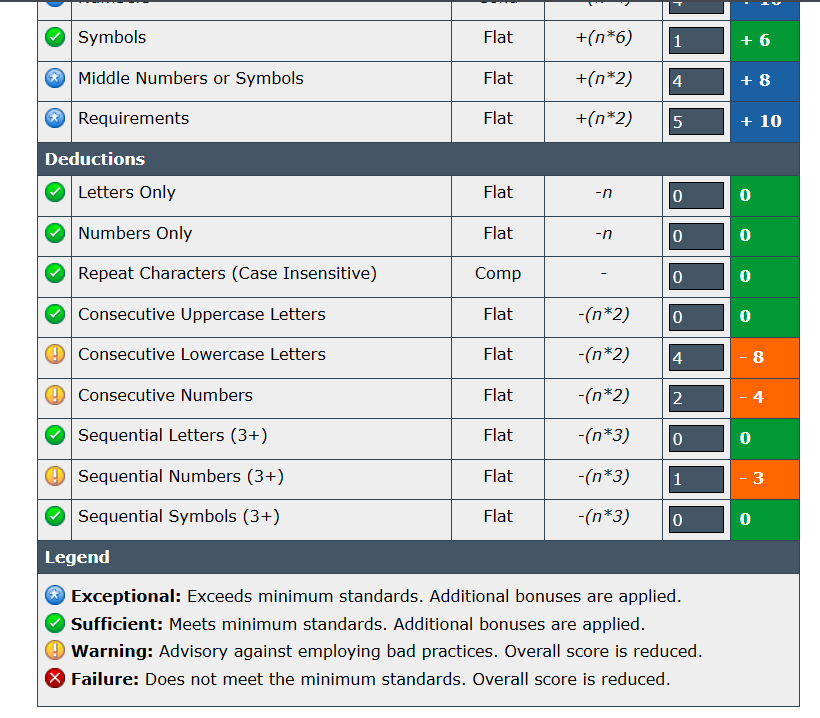 Symbols Flat +(n*6) 1 + 6
Middle Numbers or Symbols Flat +(n*2) 4 + 8
Requirements Flat +(n*2) 5 + 10
Deductions
Letters Only Flat -n 0 0
Numbers Only Flat -n 0 0
Repeat Characters (Case Insensitive) Comp - 0 0
Consecutive Uppercase Letters Flat -(n*2) 0 0
Consecutive Lowercase Letters Flat -(n*2) 4 - 8
Consecutive Numbers Flat -(n*2) 2 - 4
Sequential Letters (3+) Flat -(n*3) 0 0
Sequential Numbers (3+) Flat -(n*3) 1 - 3
Sequential Symbols (3+) Flat -(n*3) 0 0
Legend
Exceptional: Exceeds minimum standards. Additional bonuses are applied.
Sufficient: Meets minimum standards. Additional bonuses are applied.
Warning: Advisory against employing bad practices. Overall score is reduced.
Failure: Does not meet the minimum standards. Overall score is reduced.